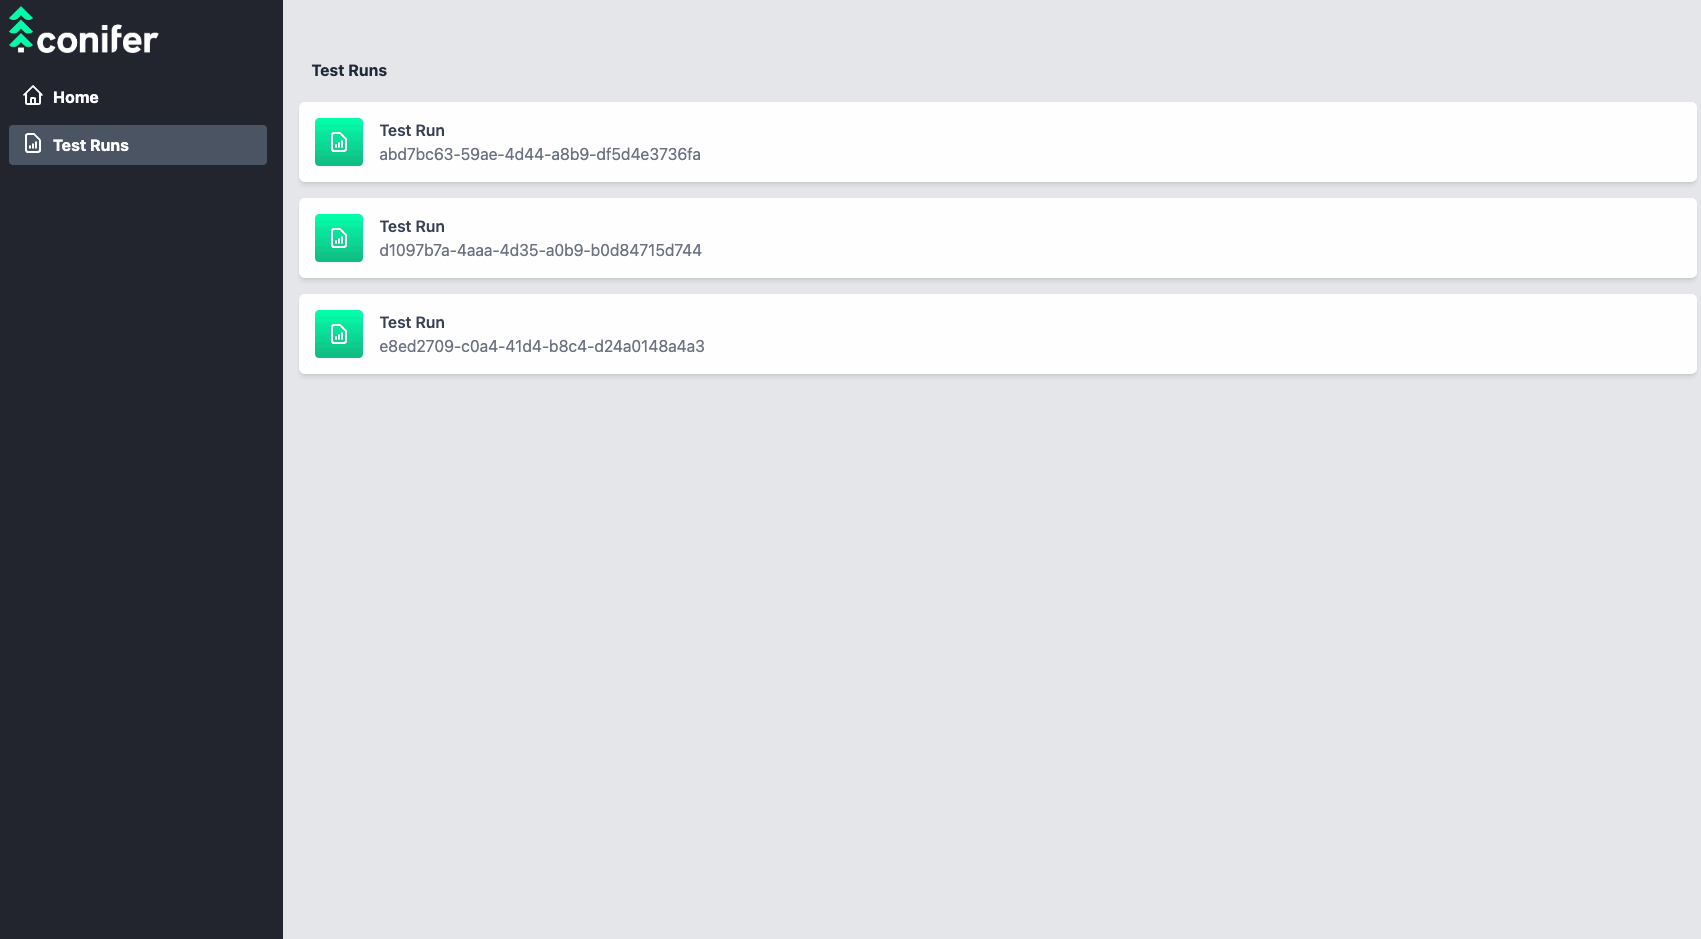 conifer
Home
Test Runs
Test Runs
Test Run
abd7bc63-59ae-4d44-a8b9-df5d4e3736fa
Test Run
d1097b7a-4aaa-4d35-a0b9-b0d84715d744
Test Run
e8ed2709-c0a4-41d4-b8c4-d24a0148a4a3